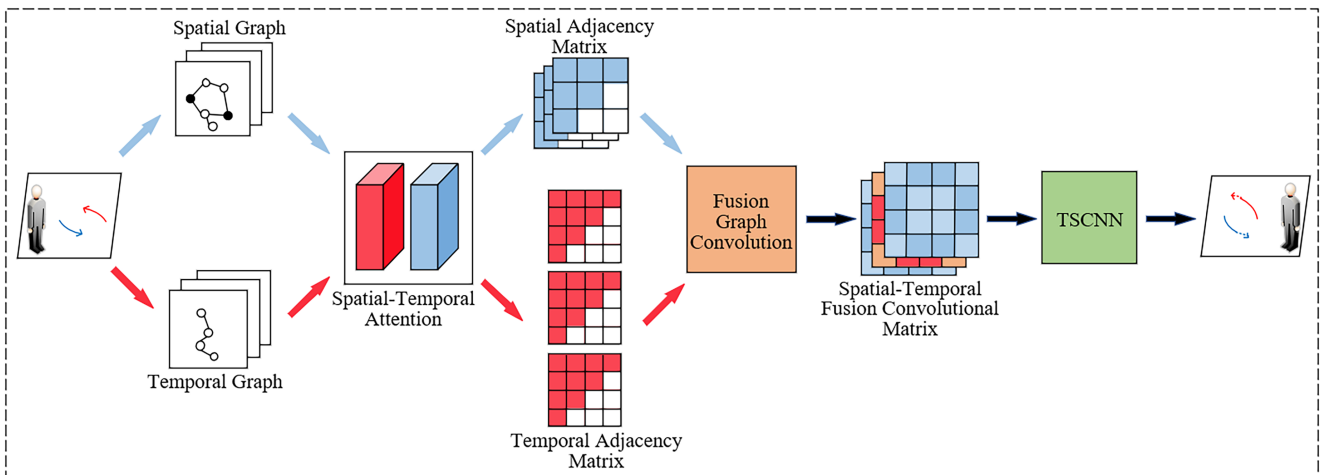 Spatial Graph
Temporal Graph
Spatial-Temporal
Attention
Spatial Adjacency
Matrix
Temporal Adjacency
Matrix
Fusion
Graph
Convolution
Spatial-Temporal
Fusion Convolutional
Matrix
TSCNN